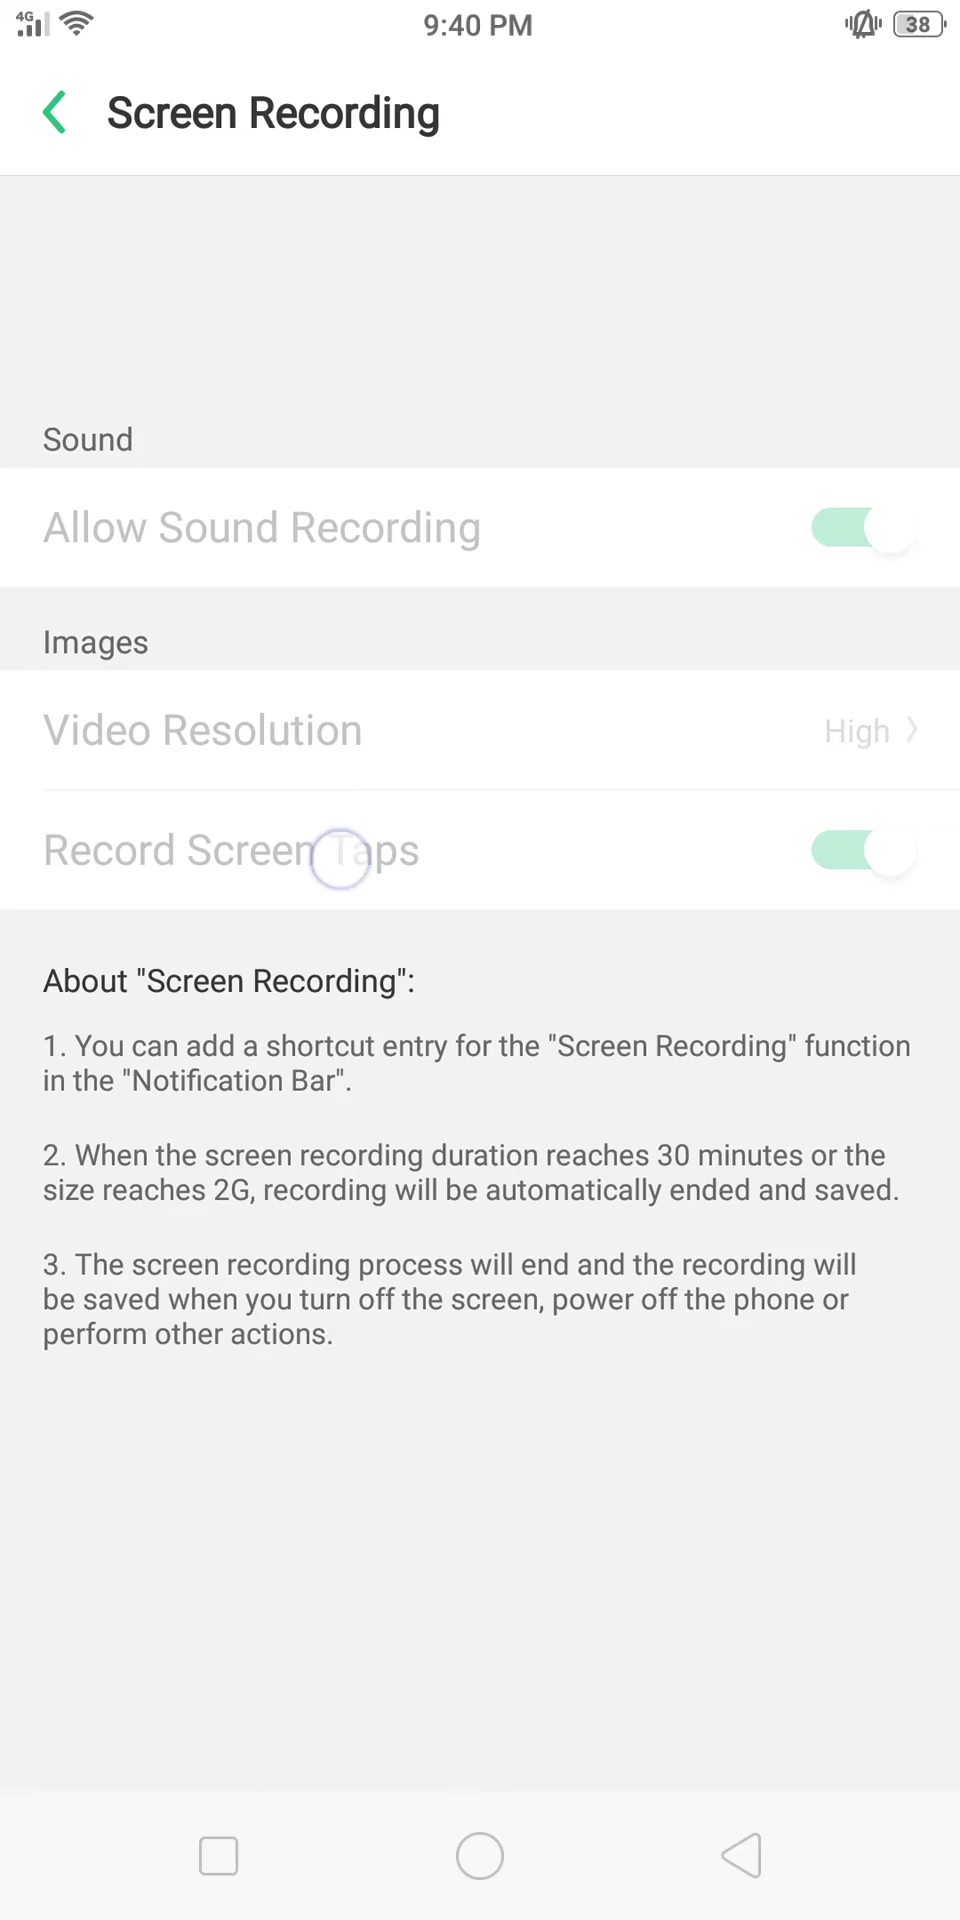 4G 9:40 PM 38
Screen Recording
Sound
Allow Sound Recording
Images
Video Resolution High
Record Screen Taps
About "Screen Recording":
1. You can add a shortcut entry for the "Screen Recording" function
in the "Notification Bar".
2. When the screen recording duration reaches 30 minutes or the
size reaches 2G, recording will be automatically ended and saved.
3. The screen recording process will end and the recording will
be saved when you turn off the screen, power off the phone or
perform other actions.